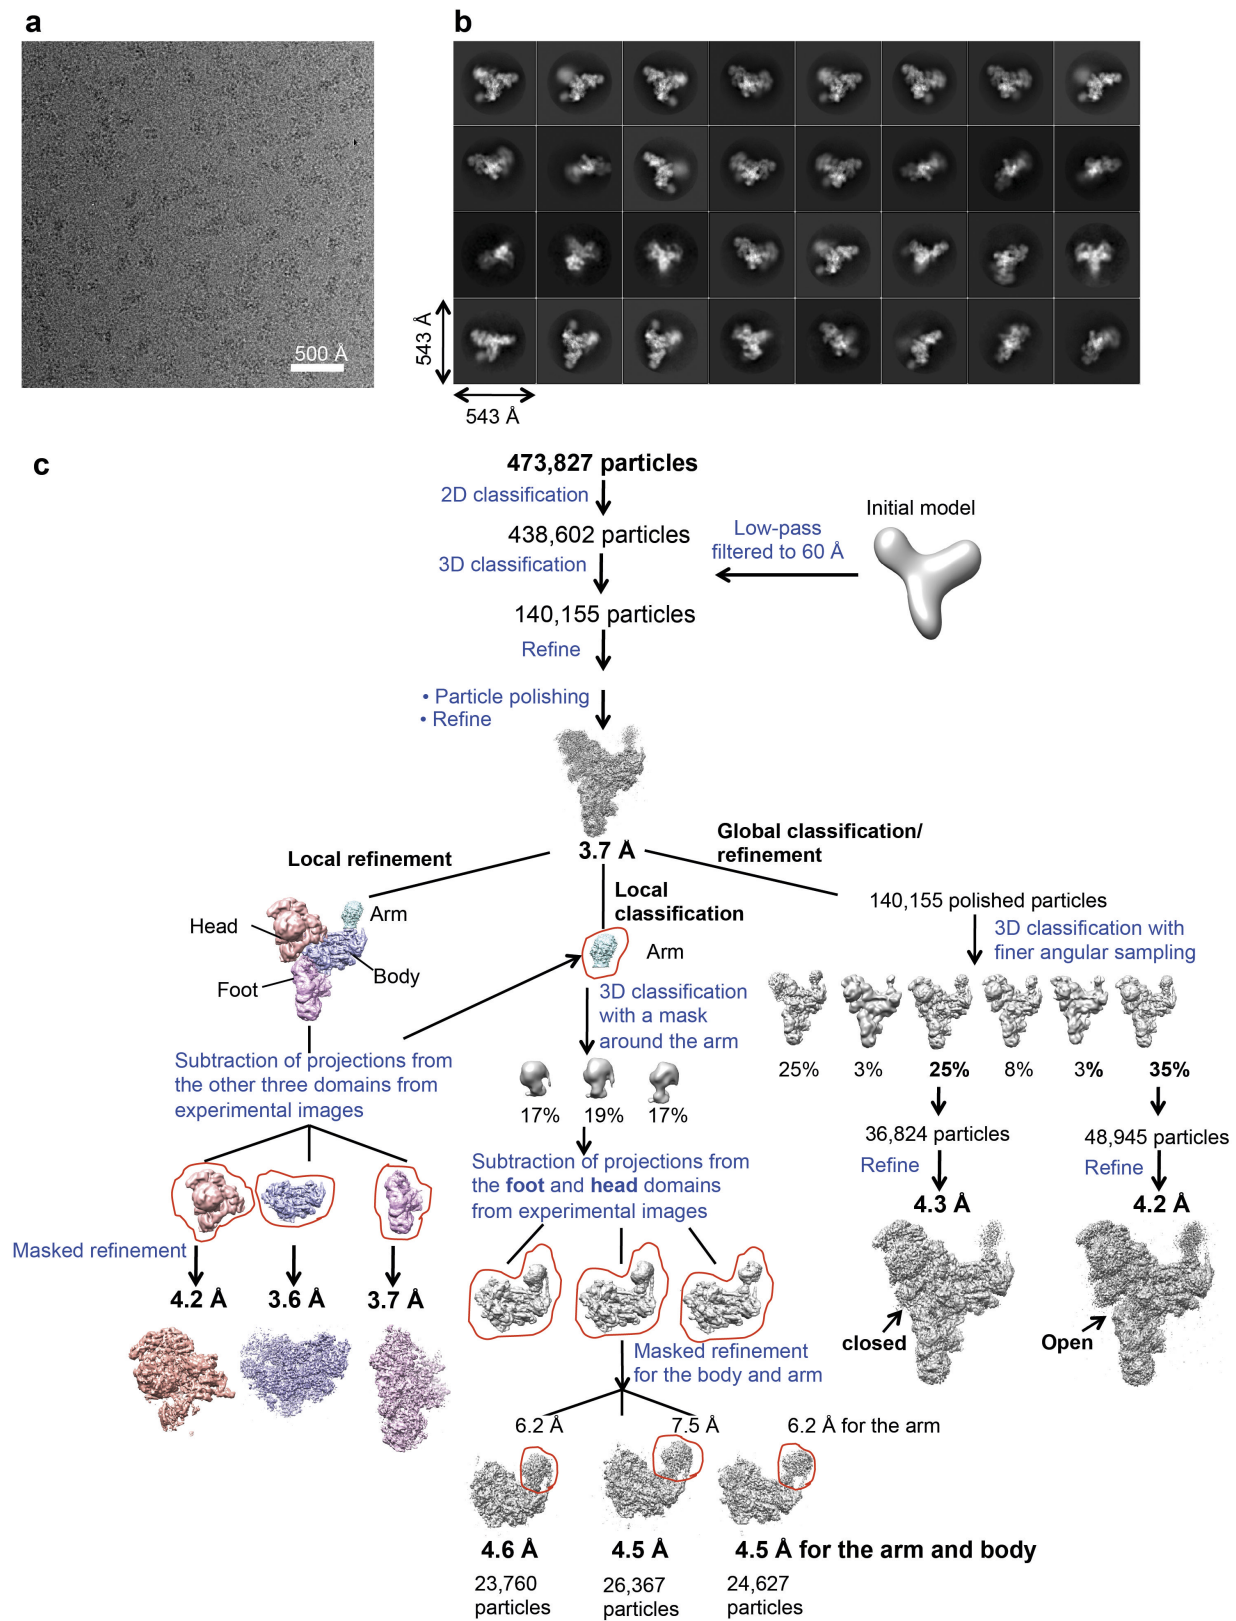 a
500 Å
b
543 Å
543 Å
c
473,827 particles
2D classification
438,602 particles
3D classification
Low-pass
filtered to 60 Å
Initial model
140,155 particles
Refine
• Particle polishing
• Refine
3.7 Å
Local refinement
Head
Arm
Body
Foot
Subtraction of projections from
the other three domains from
experimental images
Masked refinement
4.2 Å
3.6 Å
3.7 Å
Local
classification
Arm
3D classification
with a mask
around the arm
17%
19%
17%
Subtraction of projections from
the foot and head domains
from experimental images
Masked refinement
for the body and arm
6.2 Å
7.5 Å
6.2 Å for the arm
4.6 Å
4.5 Å
4.5 Å for the arm and body
23,760
particles
26,367
particles
24,627
particles
Global classification/
refinement
140,155 polished particles
3D classification with
finer angular sampling
25%
3%
25%
8%
3%
35%
36,824 particles
Refine
4.3 Å
closed
48,945 particles
Refine
4.2 Å
Open